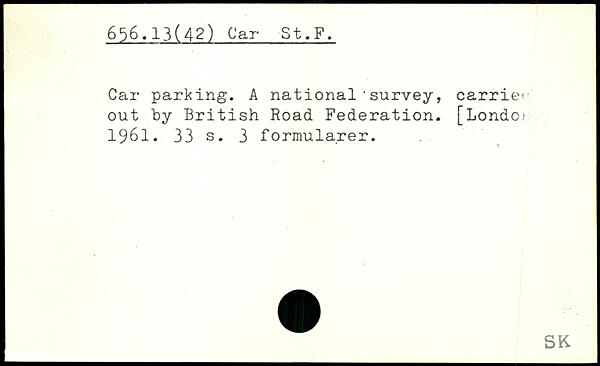 656.13(42) Car St.F.
Car parking. A national survey, carrie
out by British Road Federation. [Londo
1961. 33 s. 3 formularer.
SK